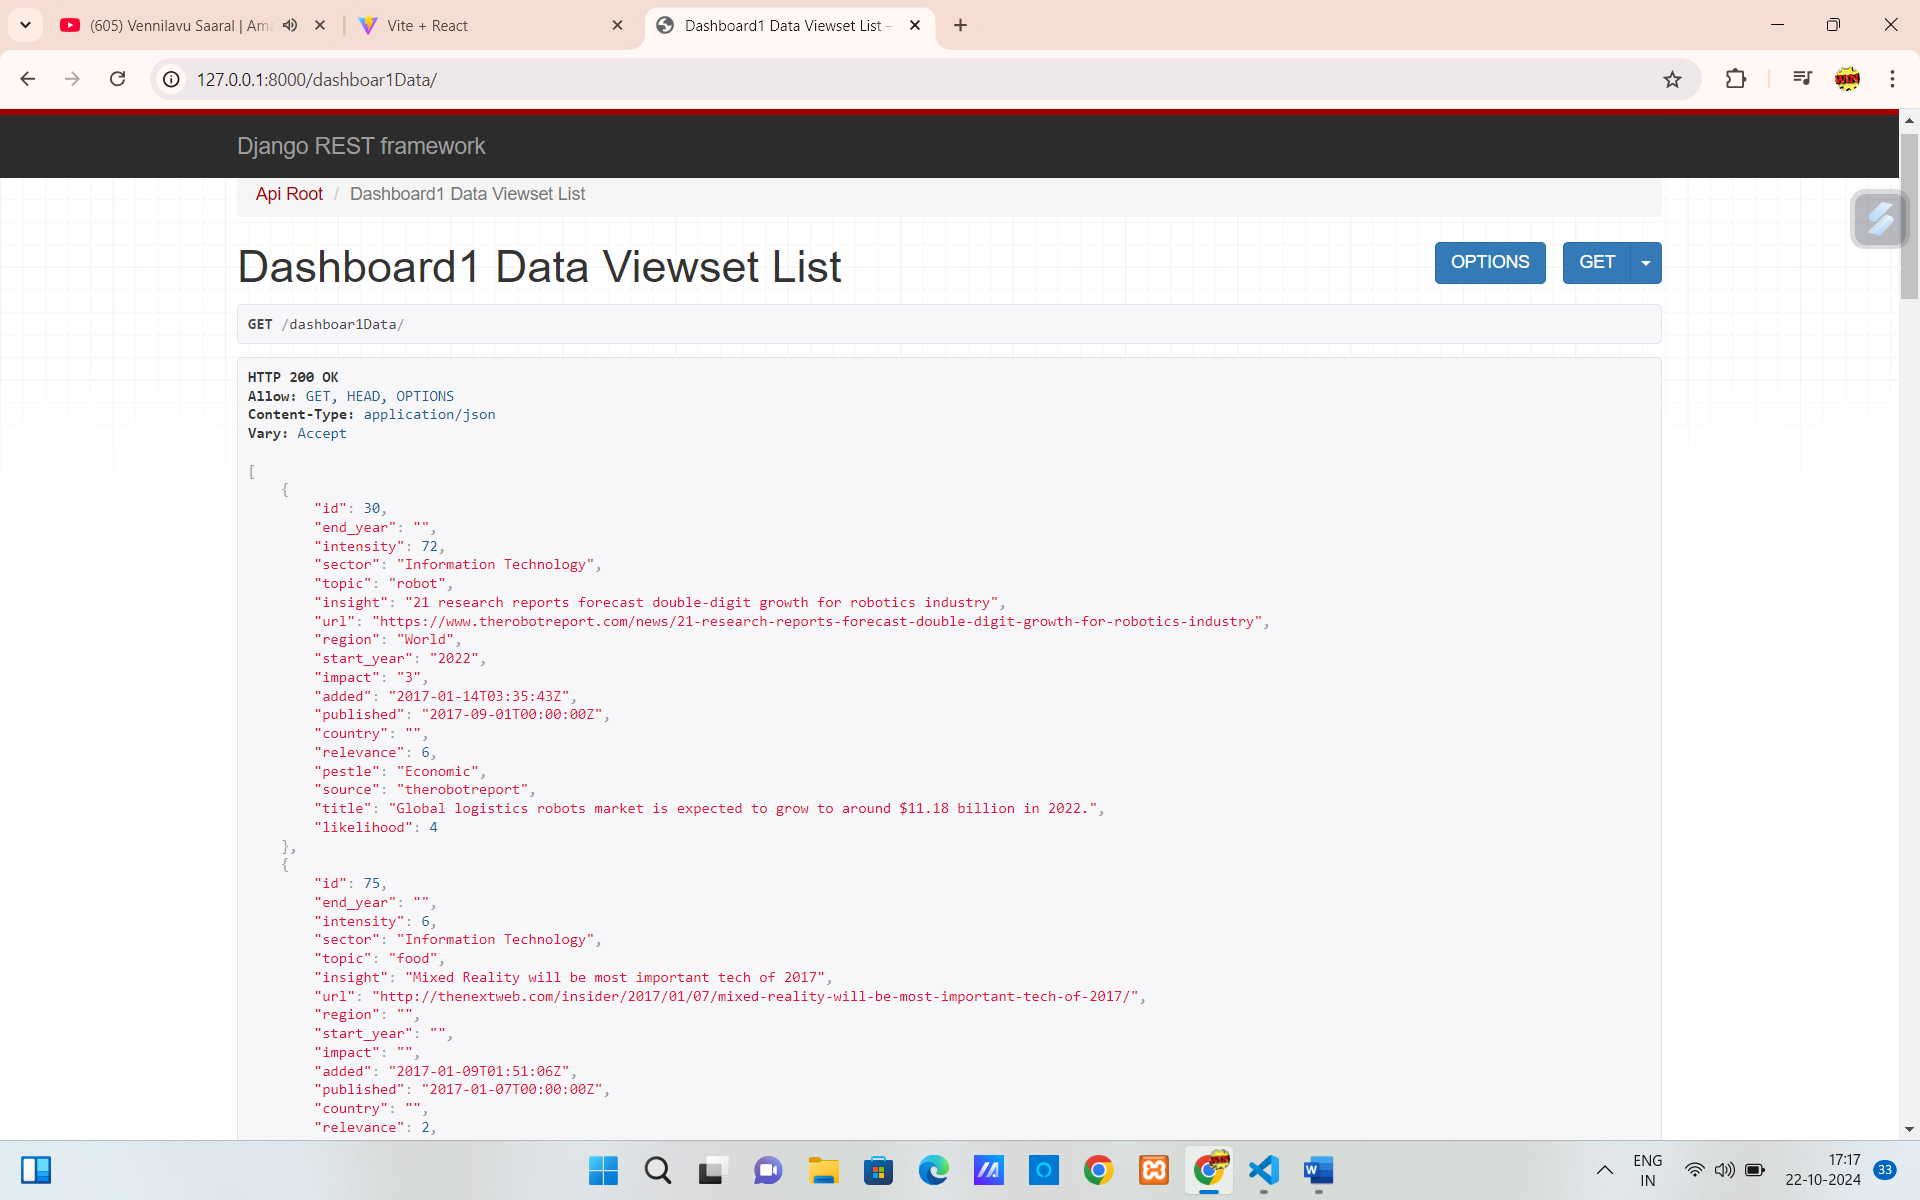 (605) Vennilavu Saaral | Ama
Vite + React
Dashboard1 Data Viewset List –
127.0.0.1:8000/dashboar1Data/
Django REST framework
Api Root / Dashboard1 Data Viewset List
Dashboard1 Data Viewset List
OPTIONS
GET
GET /dashboar1Data/
HTTP 200 OK
Allow: GET, HEAD, OPTIONS
Content-Type: application/json
Vary: Accept
[
{
"id": 30,
"end_year": "",
"intensity": 72,
"sector": "Information Technology",
"topic": "robot",
"insight": "21 research reports forecast double-digit growth for robotics industry",
"url": "https://www.therobotreport.com/news/21-research-reports-forecast-double-digit-growth-for-robotics-industry",
"region": "World",
"start_year": "2022",
"impact": "3",
"added": "2017-01-14T03:35:43Z",
"published": "2017-09-01T00:00:00Z",
"country": "",
"relevance": 6,
"pestle": "Economic",
"source": "therobotreport",
"title": "Global logistics robots market is expected to grow to around $11.18 billion in 2022.",
"likelihood": 4
},
{
"id": 75,
"end_year": "",
"intensity": 6,
"sector": "Information Technology",
"topic": "food",
"insight": "Mixed Reality will be most important tech of 2017",
"url": "http://thenextweb.com/insider/2017/01/07/mixed-reality-will-be-most-important-tech-of-2017/",
"region": "",
"start_year": "",
"impact": "",
"added": "2017-01-09T01:51:06Z",
"published": "2017-01-07T00:00:00Z",
"country": "",
"relevance": 2,
ENG
IN
17:17
22-10-2024
33